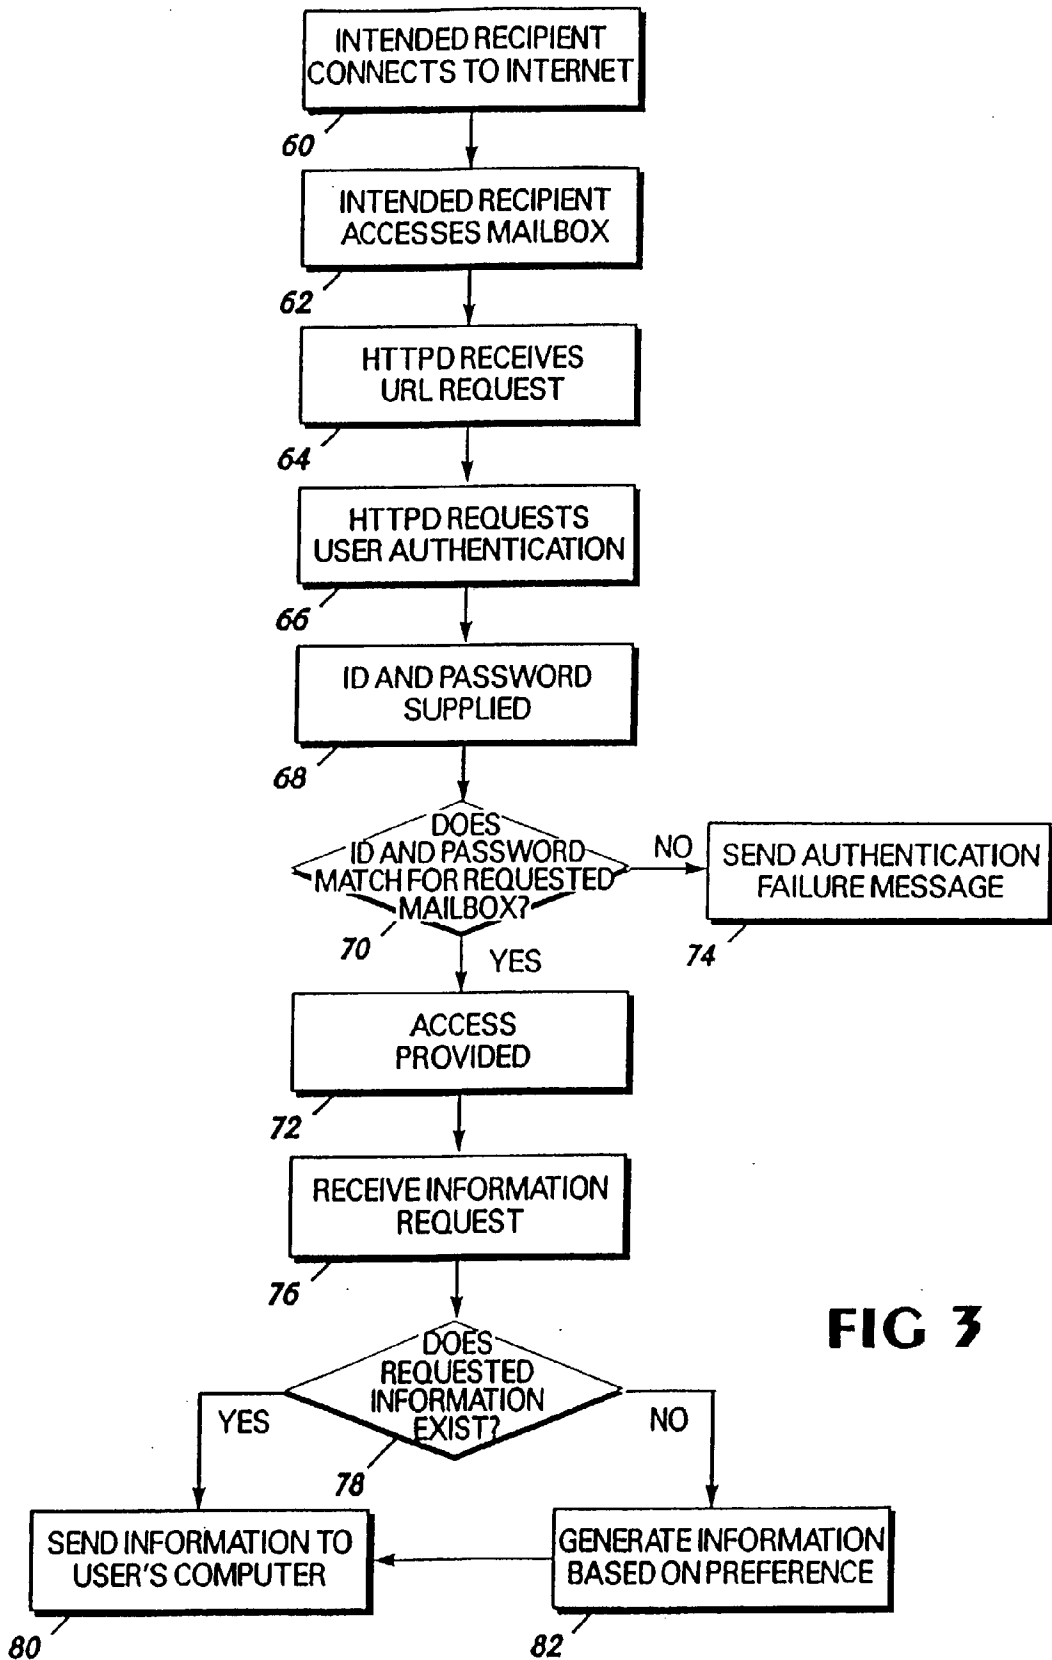 INTENDED RECIPIENT
CONNECTS TO INTERNET
60
INTENDED RECIPIENT
ACCESSES MAILBOX
62
HTTPD RECEIVES
URL REQUEST
64
HTTPD REQUESTS
USER AUTHENTICATION
66
ID AND PASSWORD
SUPPLIED
68
DOES
ID AND PASSWORD
MATCH FOR REQUESTED
MAILBOX?
70
NO
SEND AUTHENTICATION
FAILURE MESSAGE
74
YES
ACCESS
PROVIDED
72
RECEIVE INFORMATION
REQUEST
76
FIG 3
DOES
REQUESTED
INFORMATION
EXIST?
78
YES
NO
SEND INFORMATION TO
USER'S COMPUTER
80
GENERATE INFORMATION
BASED ON PREFERENCE
82